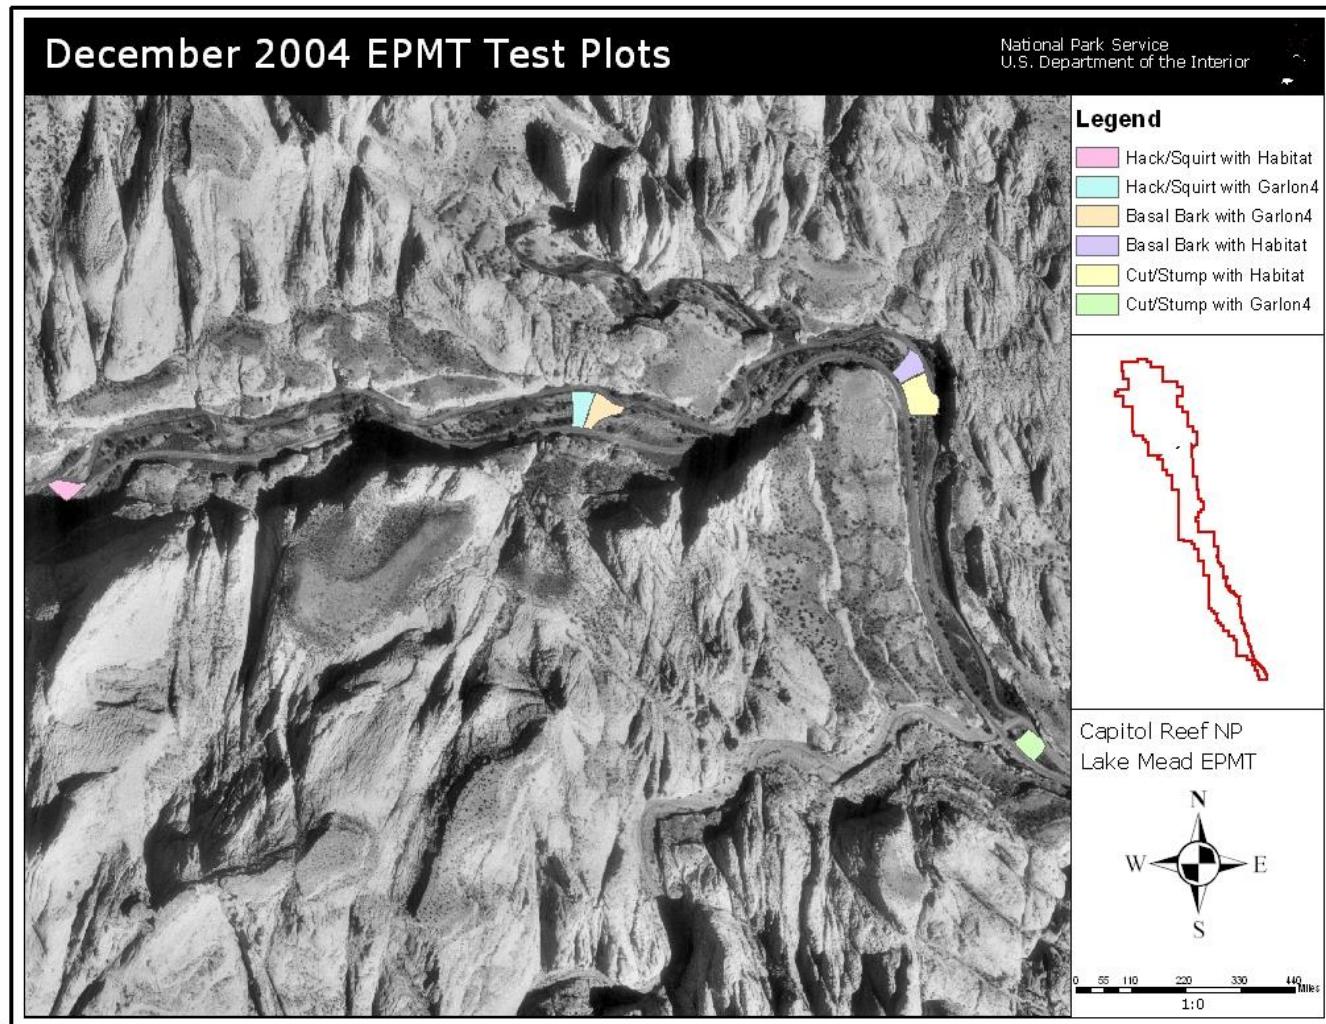 December 2004 EPMT Test Plots
National Park Service
U.S. Department of the Interior
Legend
Hack/Squirt with Habitat
Hack/Squirt with Garlon4
Basal Bark with Garlon4
Basal Bark with Habitat
Cut/Stump with Habitat
Cut/Stump with Garlon4
Capitol Reef NP
Lake Mead EPMT
N
W E
S
0 55 110 220 330 440
Miles
1:0